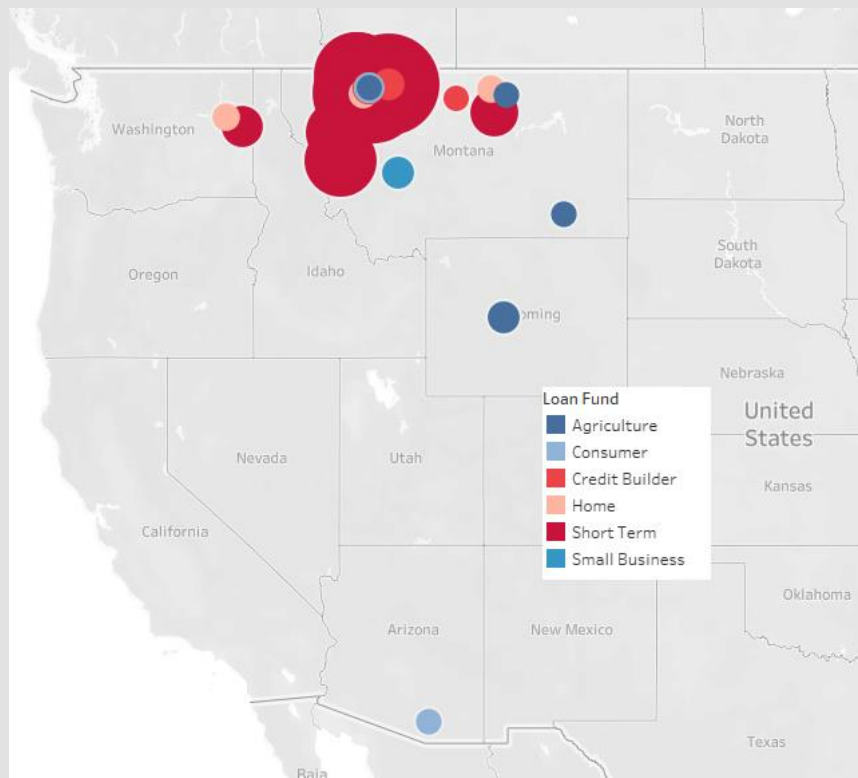 Washington
Montana
North
Dakota
Oregon
Idaho
South
Dakota
oming
Nebraska
Loan Fund
Agriculture
Consumer
Credit Builder
Home
Short Term
Small Business
United
States
Nevada
Utah
Kansas
California
Arizona
New Mexico
Oklahoma
Texas
Baja